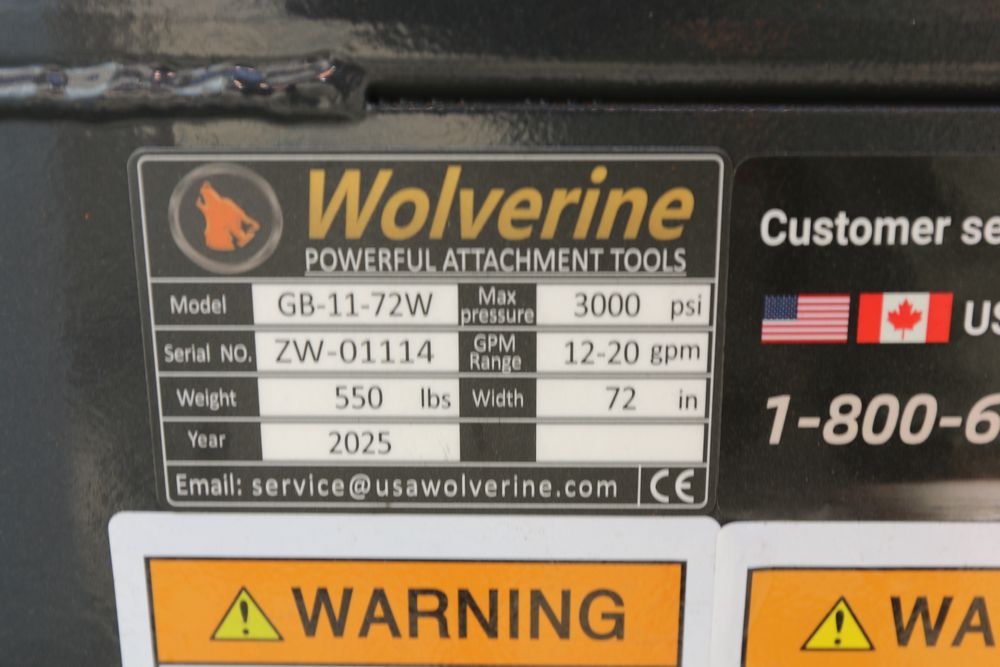 Wolverine
POWERFUL ATTACHMENT TOOLS
Model GB-11-72W Max pressure 3000 psi
Serial NO. ZW-01114 GPM Range 12-20 gpm
Weight 550 lbs Width 72 in
Year 2025
Email: service@usawolverine.com CE
Customer se
US
1-800-6
WARNING
WA